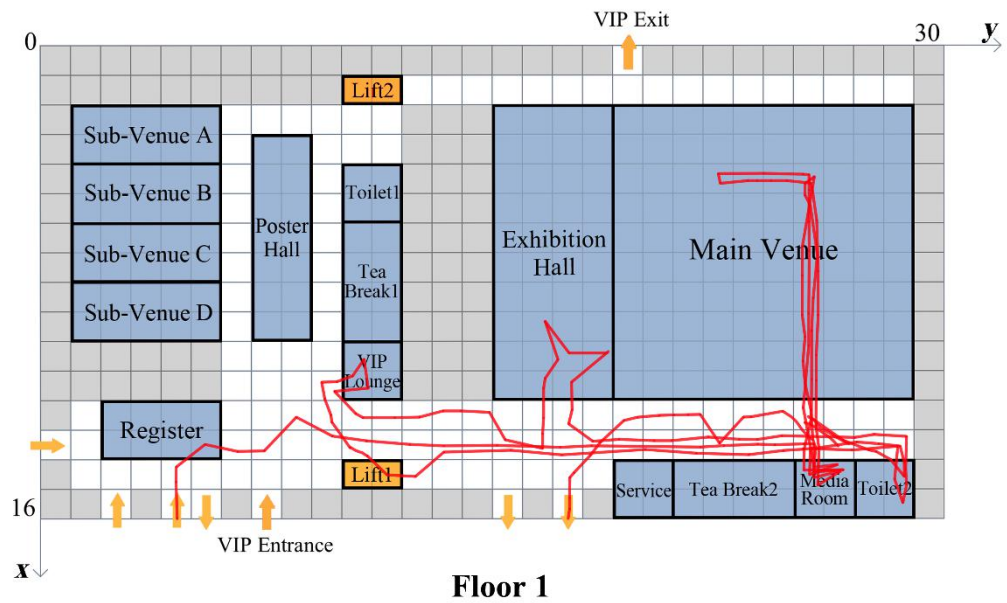 VIP Exit
0
30
y
Lift2
Sub-Venue A
Sub-Venue B
Toilet1
Poster
Hall
Exhibition
Hall
Main Venue
Sub-Venue C
Tea
Break1
Sub-Venue D
VIP
Lounge
Register
Lift1
Service
Tea Break2
Media
Room
Toilet2
16
VIP Entrance
x
Floor 1